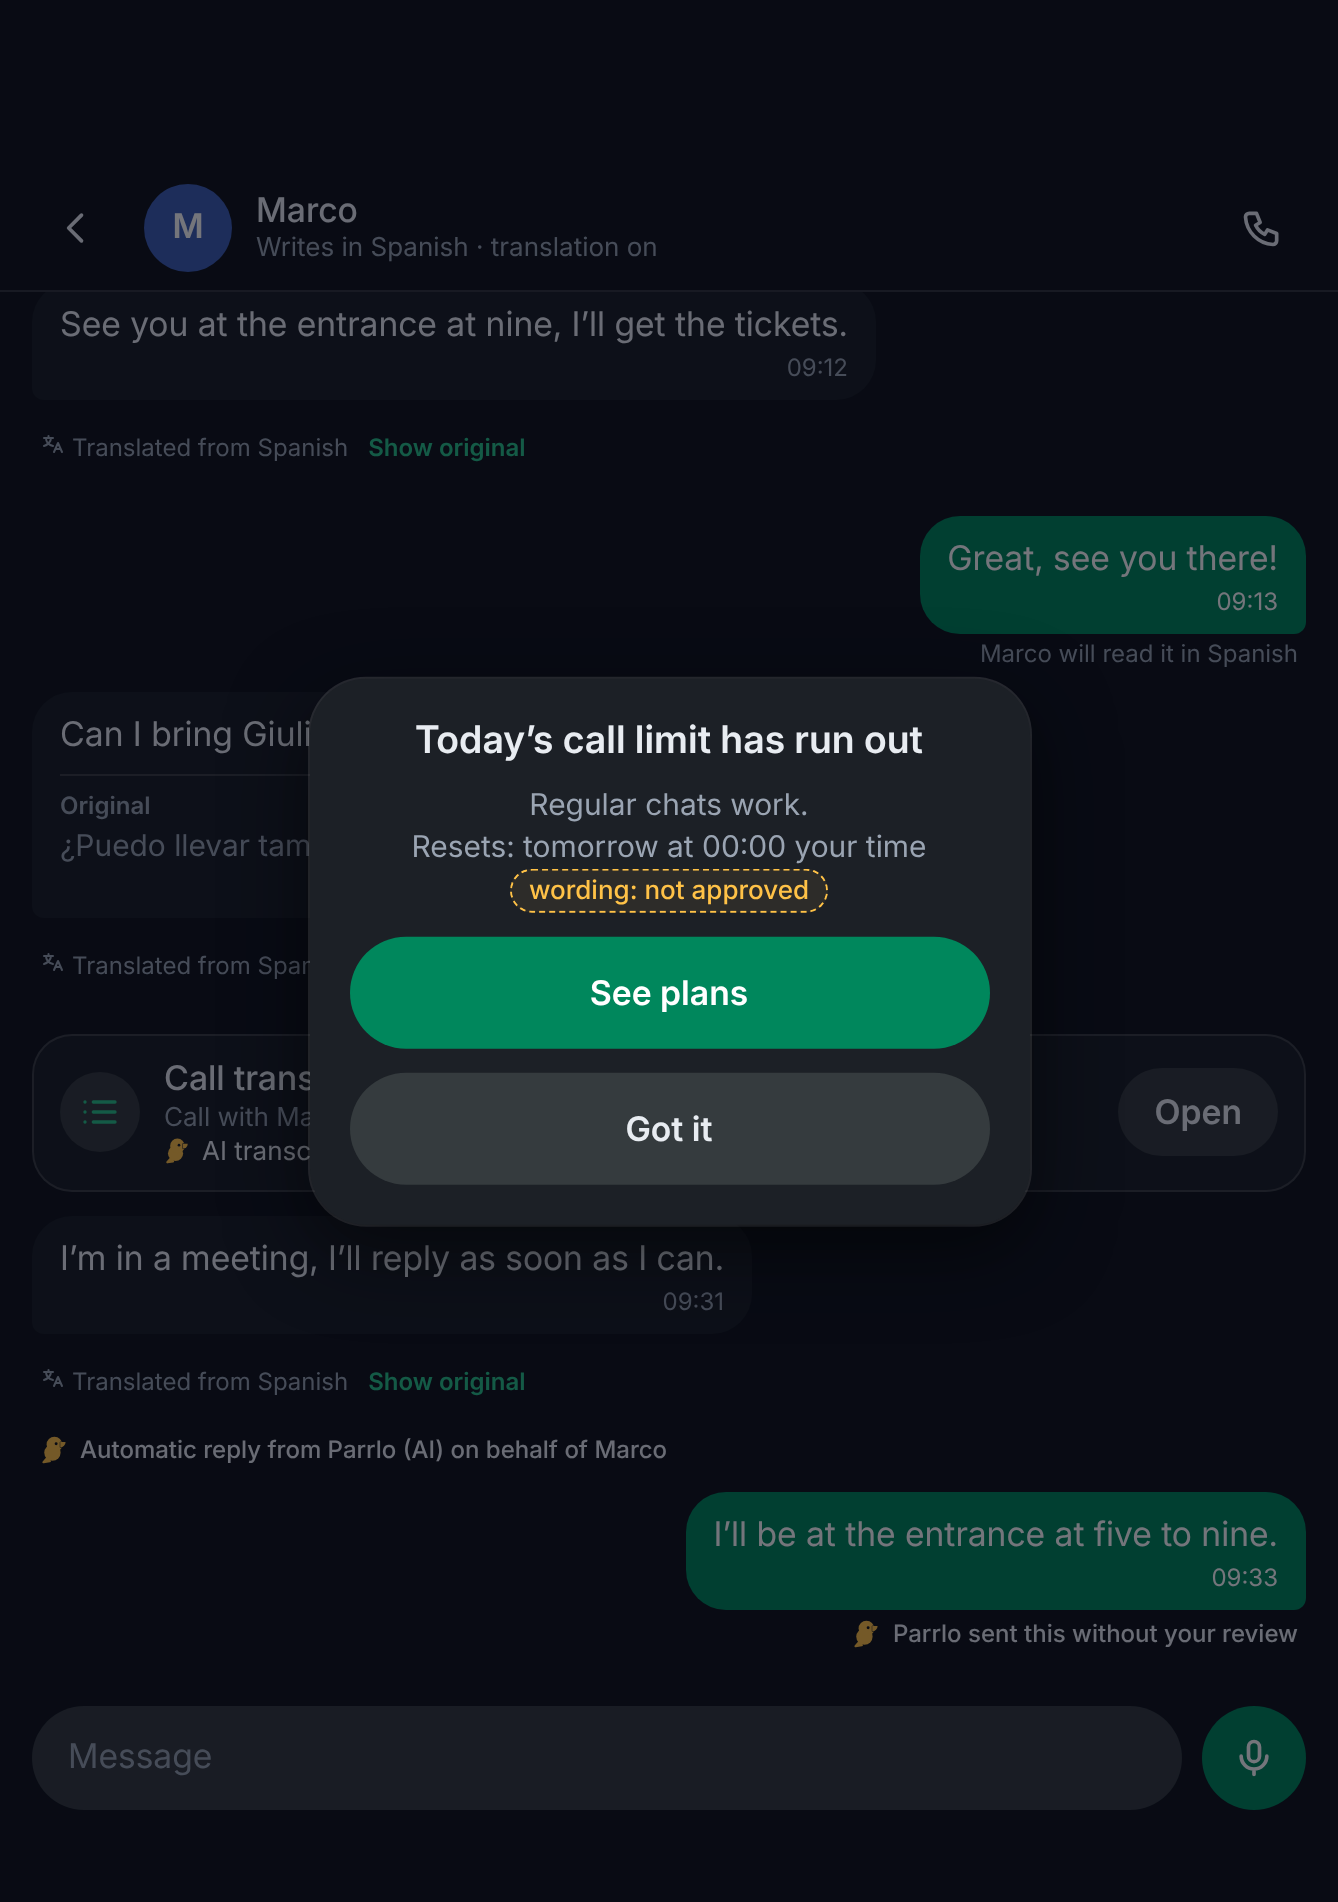 M
Marco
Writes in Spanish · translation on
See you at the entrance at nine, I’ll get the tickets.
09:12
Translated from Spanish Show original
Great, see you there!
09:13
Marco will read it in Spanish
Can I bring Giuli
Original
¿Puedo llevar tam
Translated from Spar
Today’s call limit has run out
Regular chats work.
Resets: tomorrow at 00:00 your time
wording: not approved
See plans
Got it
Call trans
Call with Ma
AI transc
Open
I’m in a meeting, I’ll reply as soon as I can.
09:31
Translated from Spanish Show original
Automatic reply from Parrlo (AI) on behalf of Marco
I’ll be at the entrance at five to nine.
09:33
Parrlo sent this without your review
Message